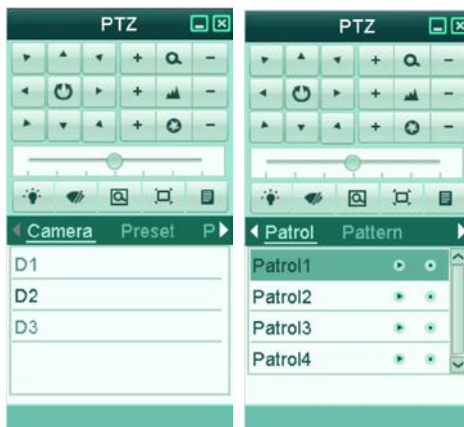 PTZ
Camera Preset P
D1
D2
D3
PTZ
Patrol Pattern
Patrol1
Patrol2
Patrol3
Patrol4